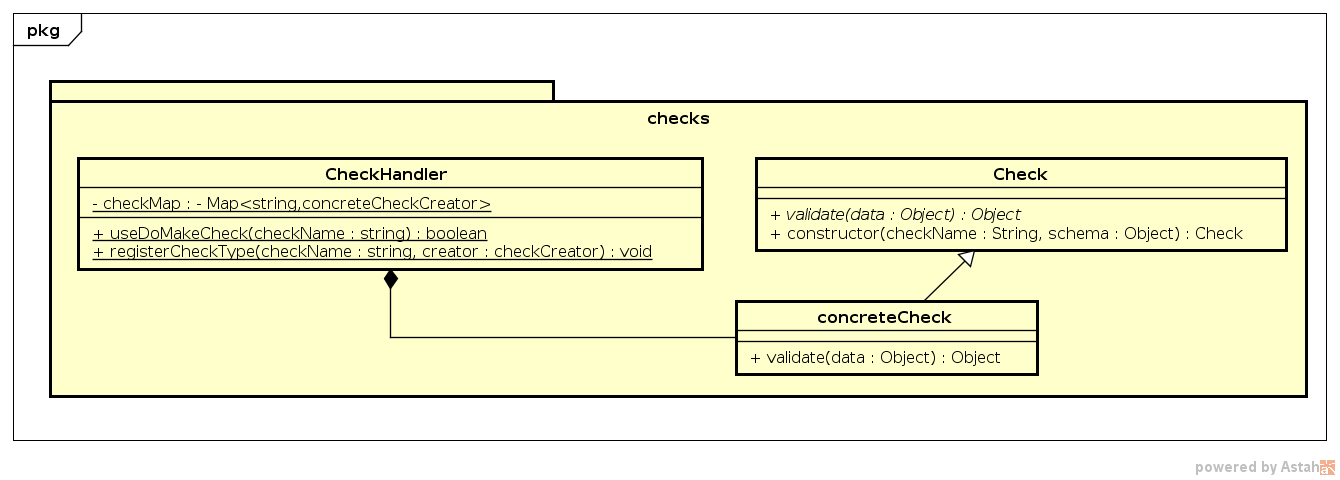 pkg
checks
CheckHandler
- checkMap : - Map<string,concreteCheckCreator>
+ useDoMakeCheck(checkName : string) : boolean
+ registerCheckType(checkName : string, creator : checkCreator) : void
Check
+ validate(data : Object) : Object
+ constructor(checkName : String, schema : Object) : Check
concreteCheck
+ validate(data : Object) : Object
powered by Astah